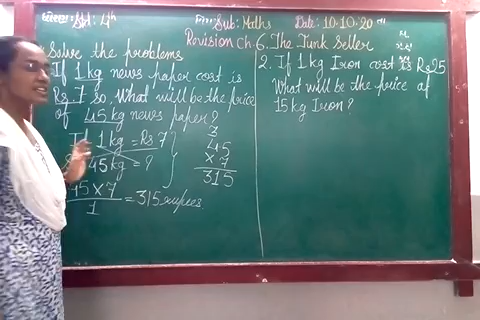 Std: 4th
Sub: Maths
Date: 10.10.20
Revision Ch-6. The Junk Seller
Solve the problems
If 1 kg news paper cost is
Rs. 7 So, What will be the price
of 45 kg news paper?
If 1 kg = Rs 7
45 kg = ?
45 x 7
1
= 315 rupees.
3
45
x 7
315
2. If 1 kg Iron cost is Rs 25
What will be the price of
15 kg Iron?